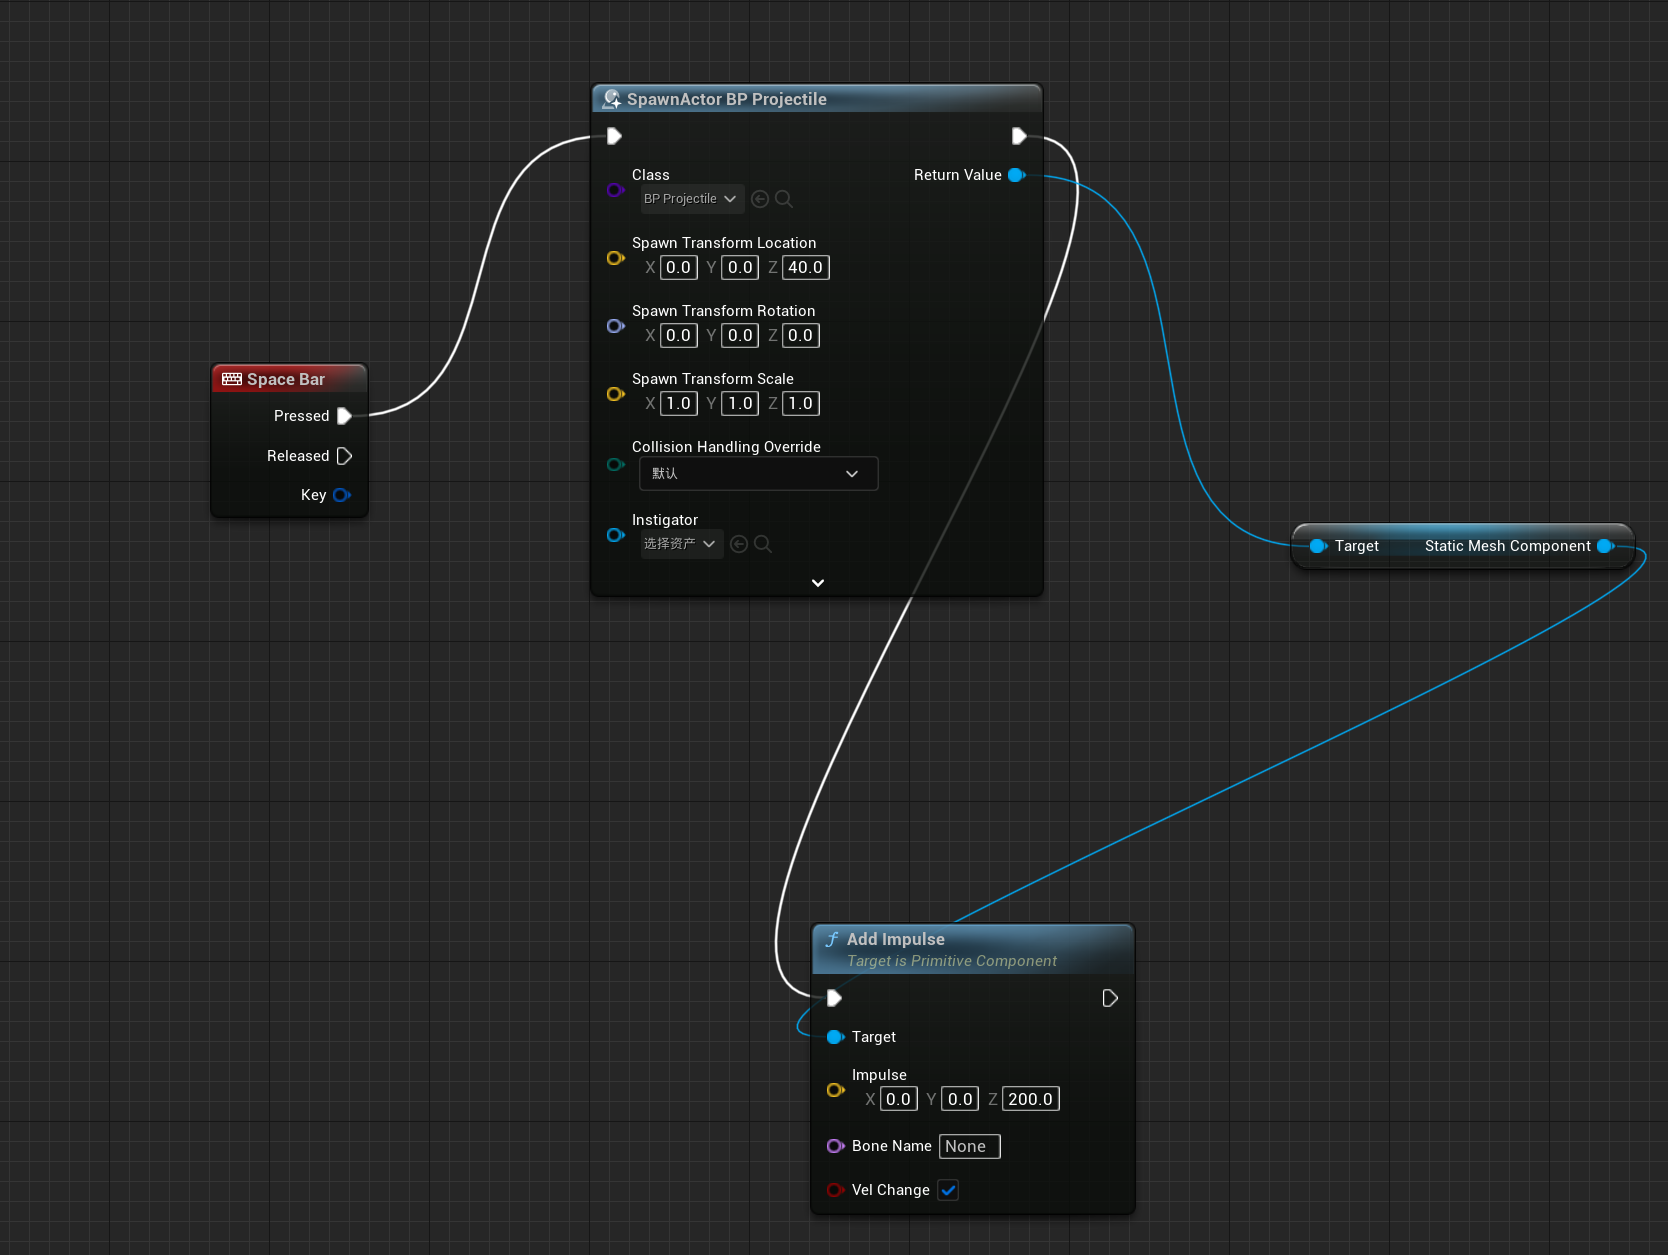 SpawnActor BP Projectile
Class
Return Value
BP Projectile
Spawn Transform Location
X 0.0 Y 0.0 Z 40.0
Spawn Transform Rotation
X 0.0 Y 0.0 Z 0.0
Spawn Transform Scale
X 1.0 Y 1.0 Z 1.0
Collision Handling Override
默认
Instigator
选择资产
Space Bar
Pressed
Released
Key
Target Static Mesh Component
Add Impulse
Target is Primitive Component
Target
Impulse
X 0.0 Y 0.0 Z 200.0
Bone Name None
Vel Change